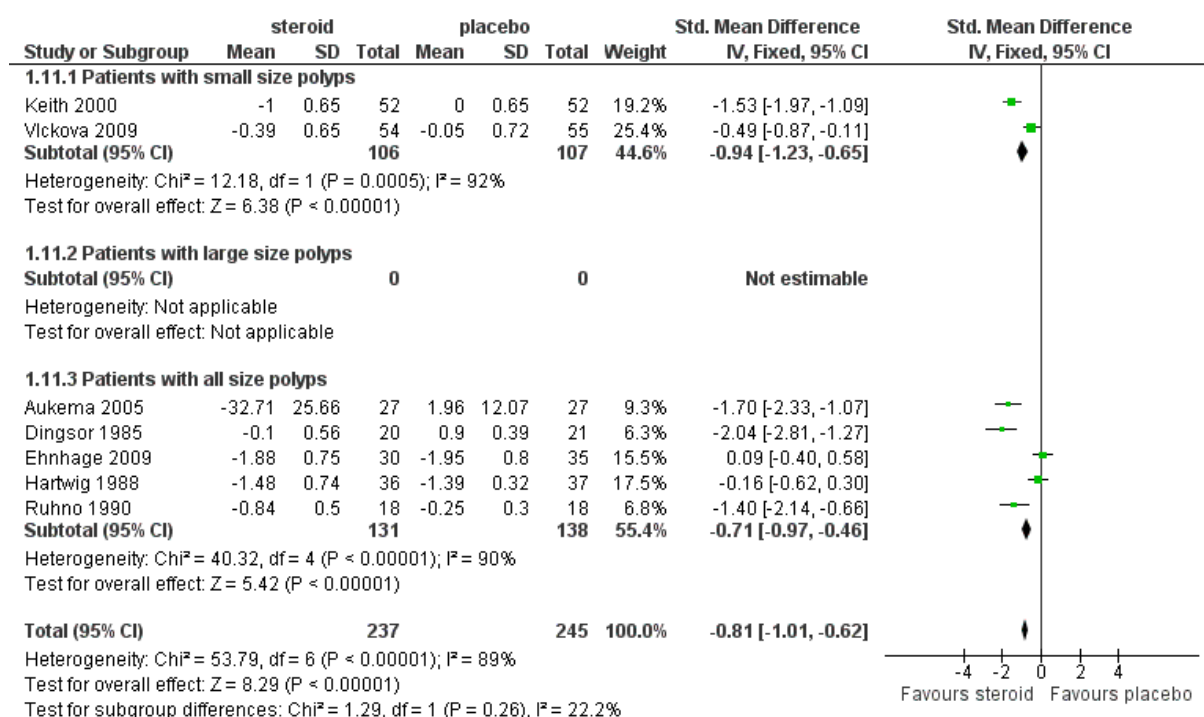 steroid placebo Std. Mean Difference Std. Mean Difference
Study or Subgroup Mean SD Total Mean SD Total Weight IV, Fixed, 95% CI IV, Fixed, 95% CI
1.11.1 Patients with small size polyps
Keith 2000 -1 0.65 52 0 0.65 52 19.2% -1.53 [-1.97, -1.09]
Vlckova 2009 -0.39 0.65 54 -0.05 0.72 55 25.4% -0.49 [-0.87, -0.11]
Subtotal (95% CI) 106 107 44.6% -0.94 [-1.23, -0.65]
Heterogeneity: Chi² = 12.18, df = 1 (P = 0.0005); I² = 92%
Test for overall effect: Z = 6.38 (P < 0.00001)
1.11.2 Patients with large size polyps
Subtotal (95% CI) 0 0 Not estimable
Heterogeneity: Not applicable
Test for overall effect: Not applicable
1.11.3 Patients with all size polyps
Aukema 2005 -32.71 25.66 27 1.96 12.07 27 9.3% -1.70 [-2.33, -1.07]
Dingsor 1985 -0.1 0.56 20 0.9 0.39 21 6.3% -2.04 [-2.81, -1.27]
Ehnhage 2009 -1.88 0.75 30 -1.95 0.8 35 15.5% 0.09 [-0.40, 0.58]
Hartwig 1988 -1.48 0.74 36 -1.39 0.32 37 17.5% -0.16 [-0.62, 0.30]
Ruhno 1990 -0.84 0.5 18 -0.25 0.3 18 6.8% -1.40 [-2.14, -0.66]
Subtotal (95% CI) 131 138 55.4% -0.71 [-0.97, -0.46]
Heterogeneity: Chi² = 40.32, df = 4 (P < 0.00001); I² = 90%
Test for overall effect: Z = 5.42 (P < 0.00001)
Total (95% CI) 237 245 100.0% -0.81 [-1.01, -0.62]
Heterogeneity: Chi² = 53.79, df = 6 (P < 0.00001); I² = 89%
Test for overall effect: Z = 8.29 (P < 0.00001)
Test for subgroup differences: Chi² = 1.29, df = 1 (P = 0.26), I² = 22.2%
-4 -2 0 2 4
Favours steroid Favours placebo